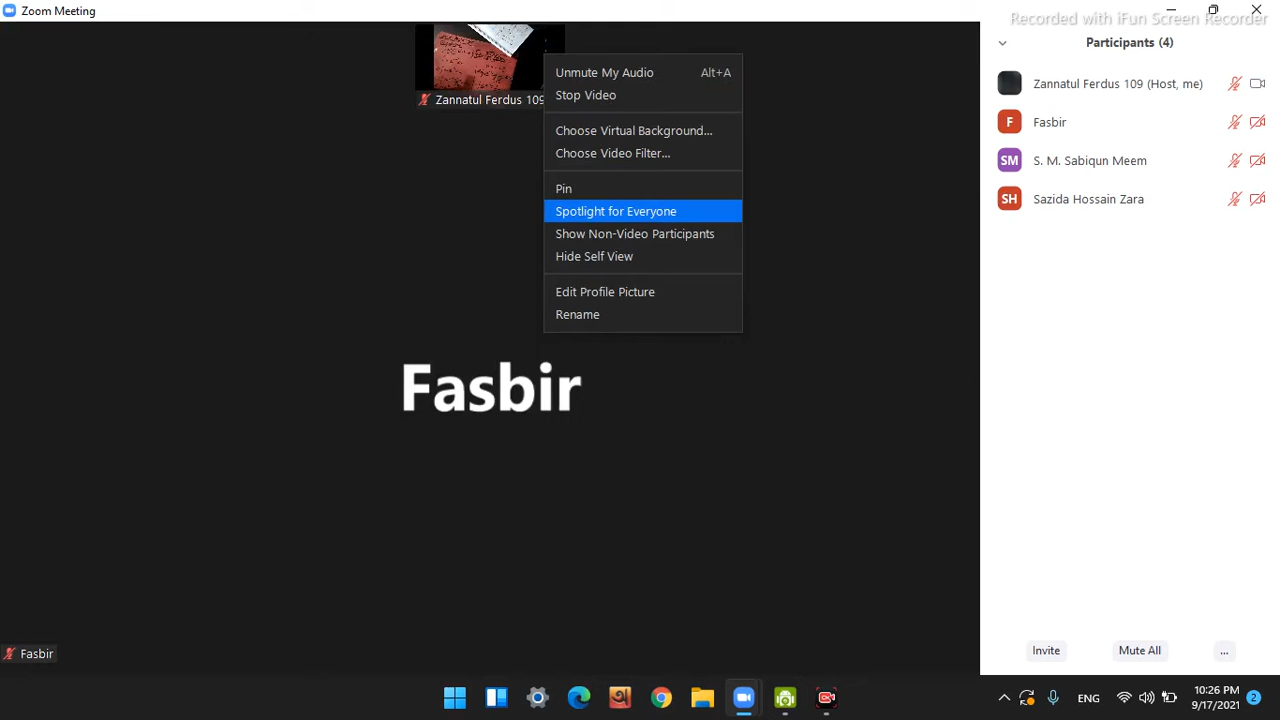 Zoom Meeting
Recorded with iFun Screen Recorder
Zannatul Ferdus 109
Unmute My Audio Alt+A
Stop Video
Choose Virtual Background...
Choose Video Filter...
Pin
Spotlight for Everyone
Show Non-Video Participants
Hide Self View
Edit Profile Picture
Rename
Fasbir
Fasbir
Participants (4)
Zannatul Ferdus 109 (Host, me)
F Fasbir
SM S. M. Sabiqun Meem
SH Sazida Hossain Zara
Invite Mute All ...
ENG 10:26 PM
9/17/2021 2